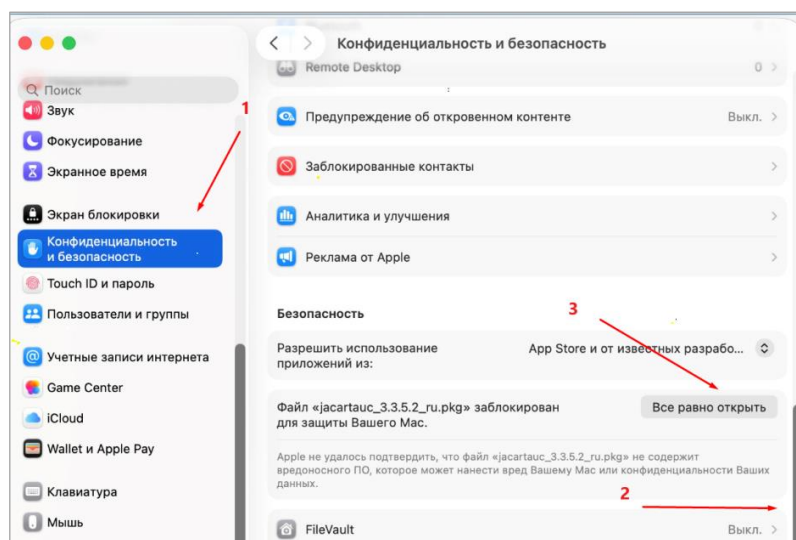 Конфиденциальность и безопасность
Поиск
Звук
Фокусирование
Экранное время
Экран блокировки
Конфиденциальность
и безопасность
Touch ID и пароль
Пользователи и группы
Учетные записи интернета
Game Center
iCloud
Wallet и Apple Pay
Клавиатура
Мышь
1
Remote Desktop 0
Предупреждение об откровенном контенте Выкл.
Заблокированные контакты
Аналитика и улучшения
Реклама от Apple
Безопасность
3
Разрешить использование
приложений из:
App Store и от известных разрабо...
Файл «jacartauc_3.3.5.2_ru.pkg» заблокирован
для защиты Вашего Mac.
Все равно открыть
Apple не удалось подтвердить, что файл «jacartauc_3.3.5.2_ru.pkg» не содержит
вредоносного ПО, которое может нанести вред Вашему Mac или конфиденциальности Ваших
данных.
2
FileVault Выкл.